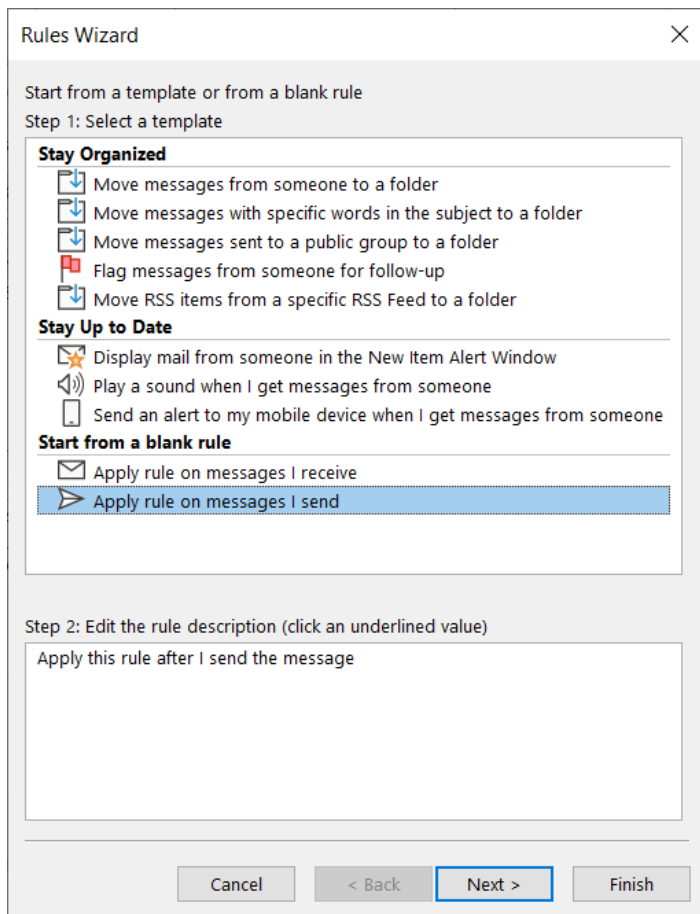 Rules Wizard
Start from a template or from a blank rule
Step 1: Select a template
Stay Organized
Move messages from someone to a folder
Move messages with specific words in the subject to a folder
Move messages sent to a public group to a folder
Flag messages from someone for follow-up
Move RSS items from a specific RSS Feed to a folder
Stay Up to Date
Display mail from someone in the New Item Alert Window
Play a sound when I get messages from someone
Send an alert to my mobile device when I get messages from someone
Start from a blank rule
Apply rule on messages I receive
Apply rule on messages I send
Step 2: Edit the rule description (click an underlined value)
Apply this rule after I send the message
Cancel < Back Next > Finish